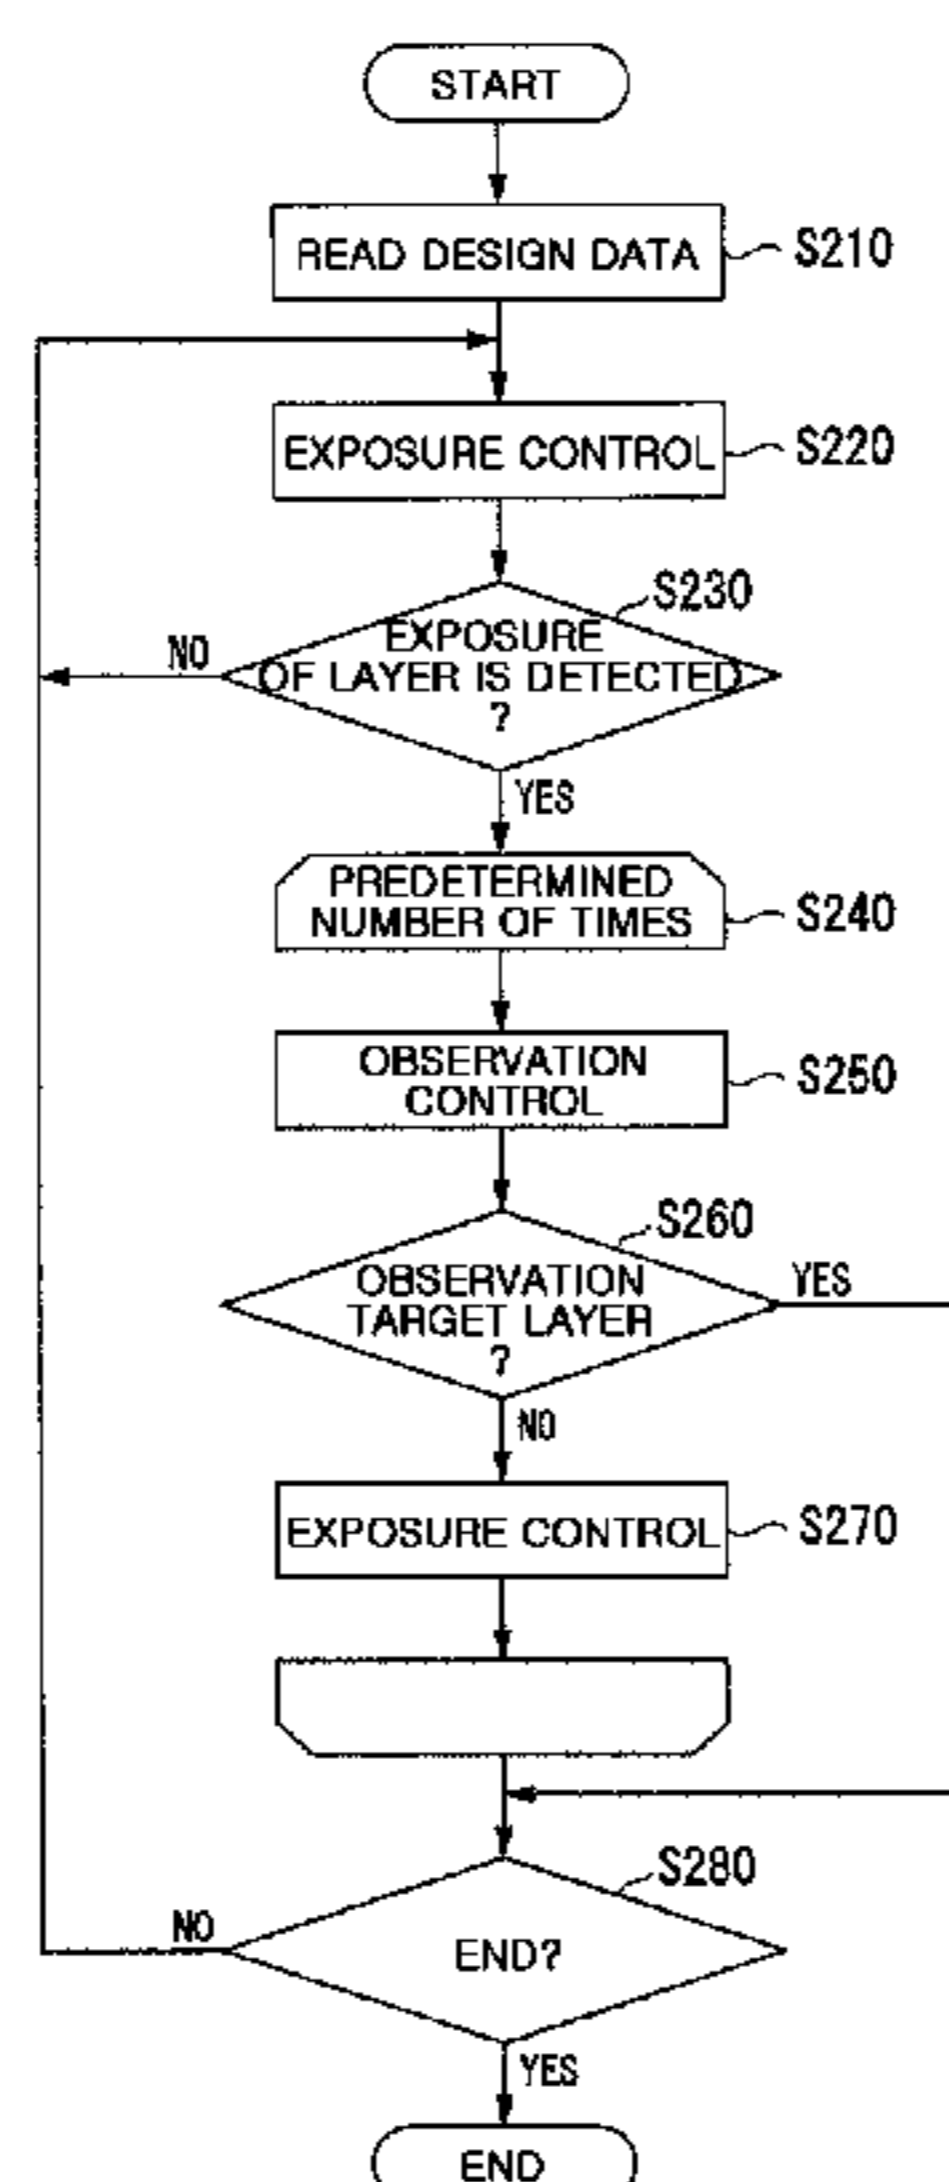 START
READ DESIGN DATA
S210
EXPOSURE CONTROL
S220
S230
EXPOSURE
OF LAYER IS DETECTED
?
NO
YES
PREDETERMINED
NUMBER OF TIMES
S240
OBSERVATION
CONTROL
S250
S260
OBSERVATION
TARGET LAYER
?
YES
NO
EXPOSURE CONTROL
S270
S280
END?
NO
YES
END